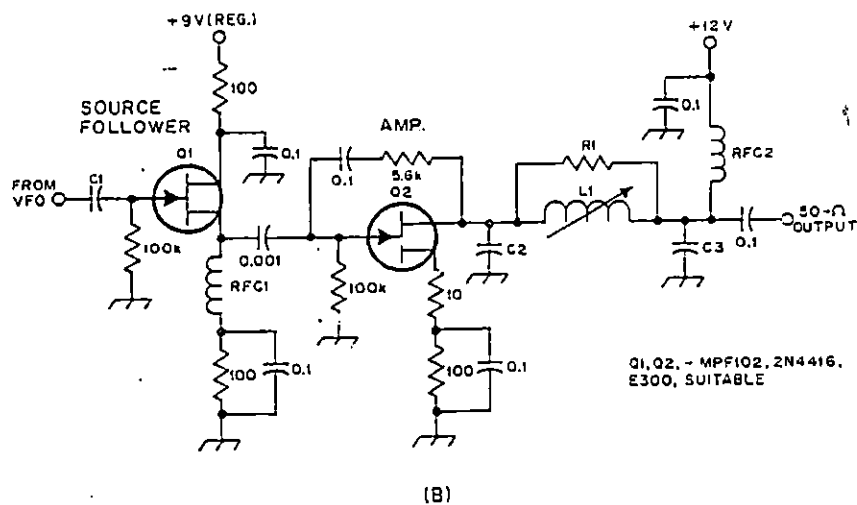 +9V(REG.)
+12V
100
0.1
SOURCE
FOLLOWER
AMP.
R1
RFC2
Q1
0.1
0.1
5.6k
Q2
L1
C1
FROM
VFO
50-Ω
OUTPUT
100k
0.001
C2
C3
0.1
RFC1
100k
10
100
0.1
100
0.1
Q1,Q2,- MPF102, 2N4416,
E300, SUITABLE
(B)